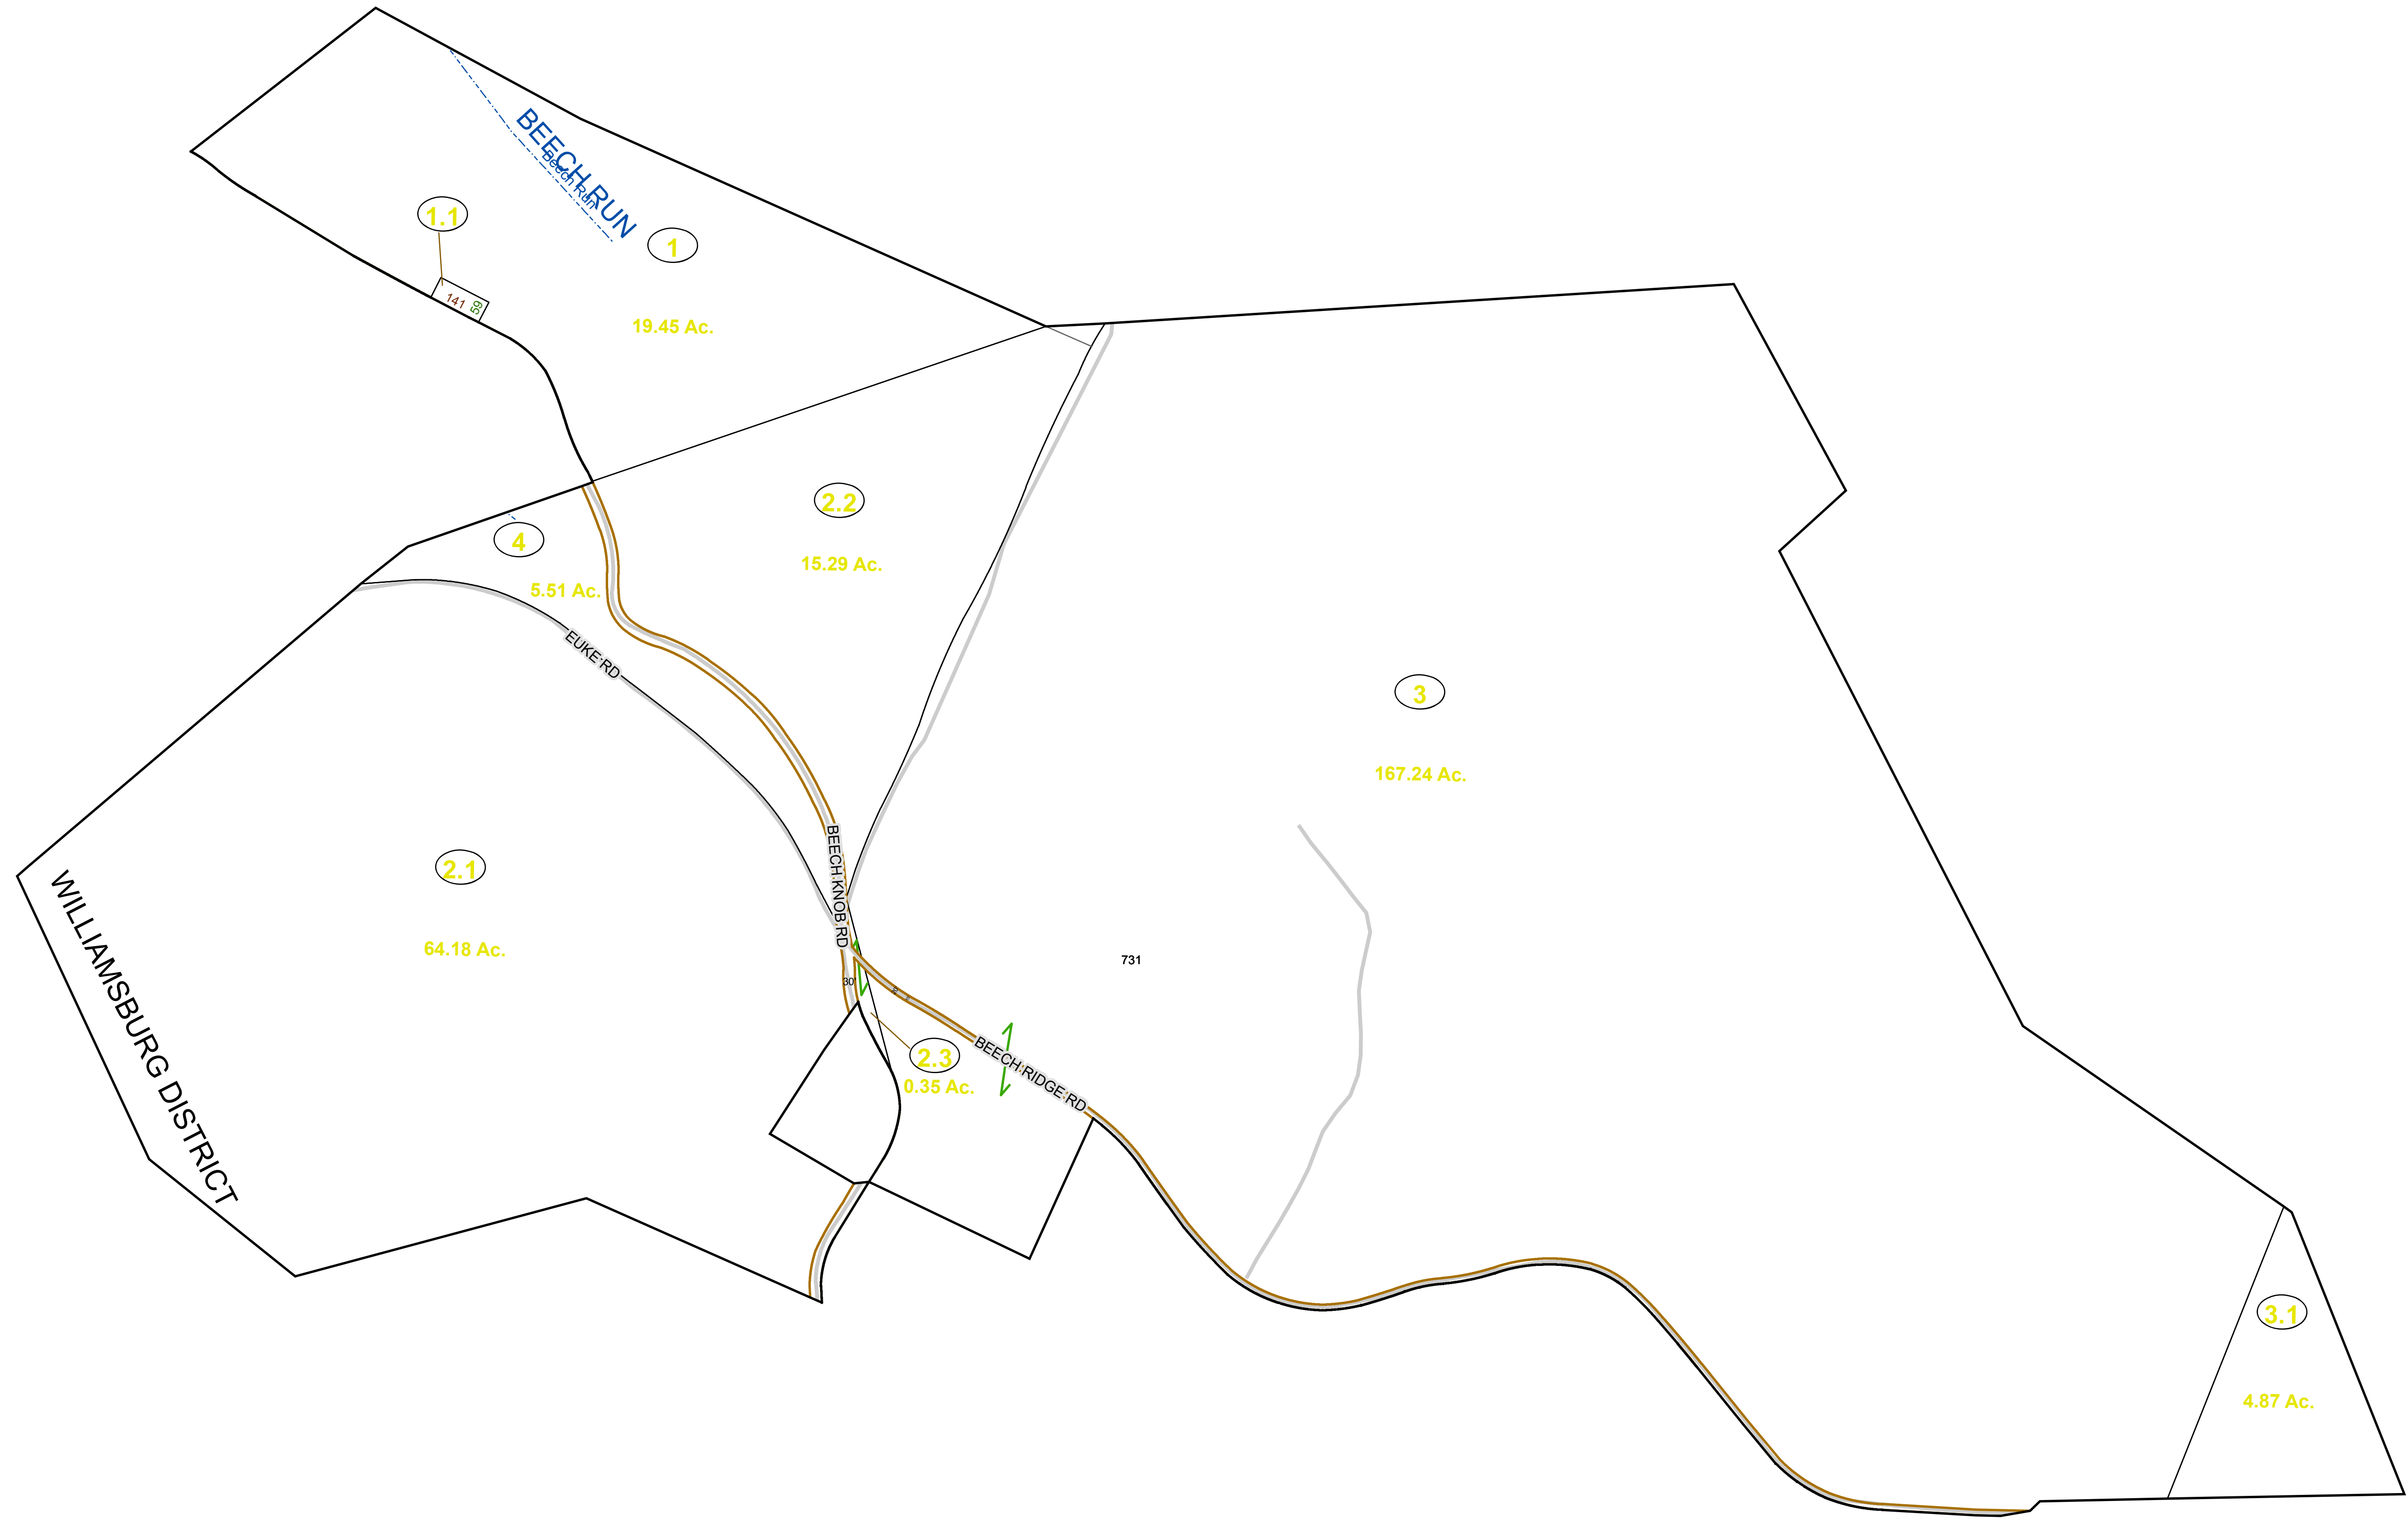 BEECH RUN
Beech Run
1.1
1
141
59
19.45 Ac.
2.2
4
15.29 Ac.
5.51 Ac.
EUKE RD
3
167.24 Ac.
2.1
BEECH KNOB RD
64.18 Ac.
WILLIAMSBURG DISTRICT
731
30'
2.3
BEECH RIDGE RD
0.35 Ac.
3.1
4.87 Ac.